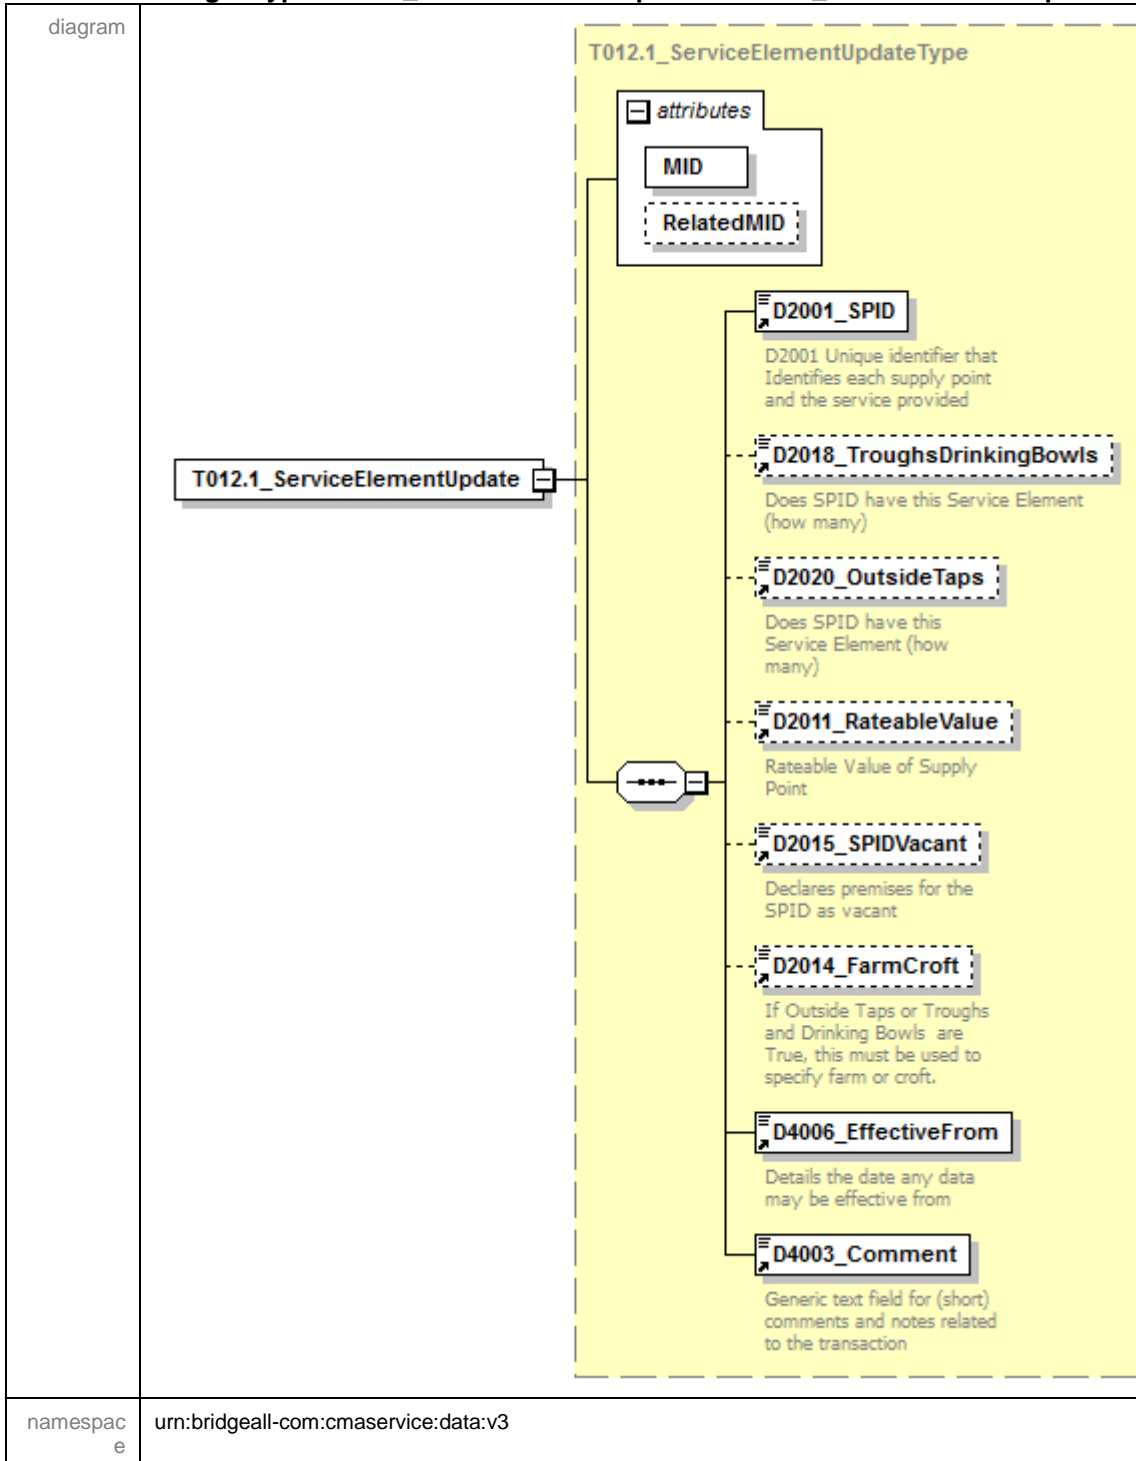 diagram
T012.1_ServiceElementUpdateType
attributes
MID
RelatedMID
T012.1_ServiceElementUpdate
D2001_SPID
D2001 Unique identifier that
Identifies each supply point
and the service provided
D2018_TroughsDrinkingBowls
Does SPID have this Service Element
(how many)
D2020_OutsideTaps
Does SPID have this
Service Element (how
many)
D2011_RateableValue
Rateable Value of Supply
Point
D2015_SPIDVacant
Declares premises for the
SPID as vacant
D2014_FarmCroft
If Outside Taps or Troughs
and Drinking Bowls are
True, this must be used to
specify farm or croft.
D4006_EffectiveFrom
Details the date any data
may be effective from
D4003_Comment
Generic text field for (short)
comments and notes related
to the transaction
namespac
e
urn:bridgeall-com:cmaservice:data:v3